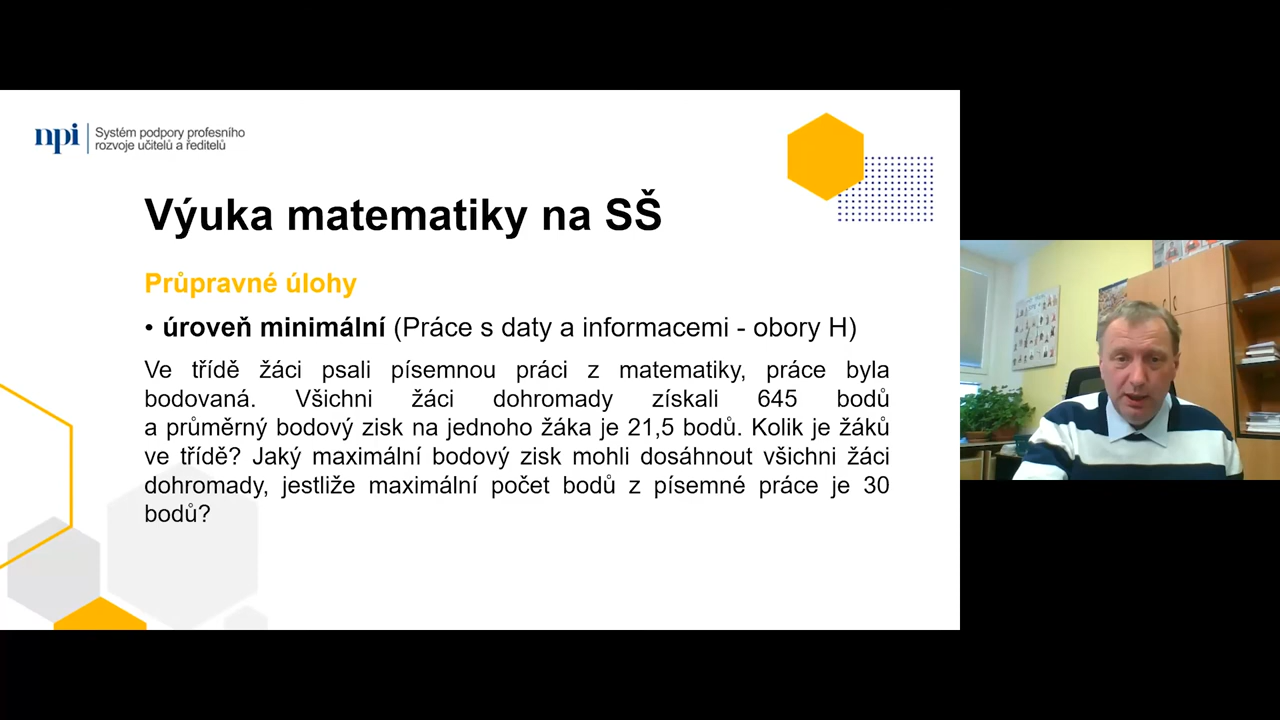 npi
Systém podpory profesního
rozvoje učitelů a ředitelů
Výuka matematiky na SŠ
Průpravné úlohy
• úroveň minimální (Práce s daty a informacemi - obory H)
Ve třídě žáci psali písemnou práci z matematiky, práce byla
bodovaná. Všichni žáci dohromady získali 645 bodů
a průměrný bodový zisk na jednoho žáka je 21,5 bodů. Kolik je žáků
ve třídě? Jaký maximální bodový zisk mohli dosáhnout všichni žáci
dohromady, jestliže maximální počet bodů z písemné práce je 30
bodů?